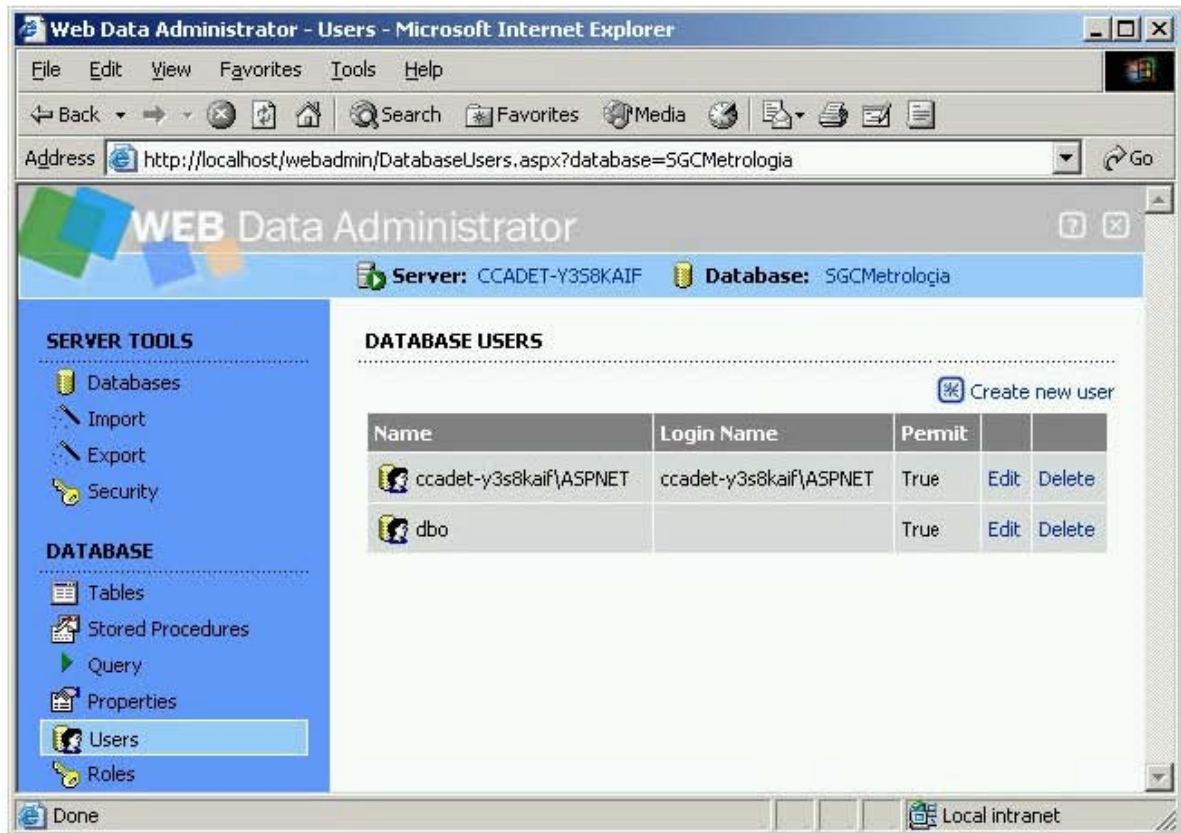 Web Data Administrator - Users - Microsoft Internet Explorer
File Edit View Favorites Tools Help
Back Search Favorites Media
Address http://localhost/webadmin/DatabaseUsers.aspx?database=SGCMetrologia Go
WEB Data Administrator
Server: CCADET-Y3S8KAIF Database: SGCMetrologia
SERVER TOOLS
Databases
Import
Export
Security
DATABASE
Tables
Stored Procedures
Query
Properties
Users
Roles
DATABASE USERS
Create new user
Name Login Name Permit
ccadet-y3s8kaif\ASPNET ccadet-y3s8kaif\ASPNET True Edit Delete
dbo True Edit Delete
Done Local intranet